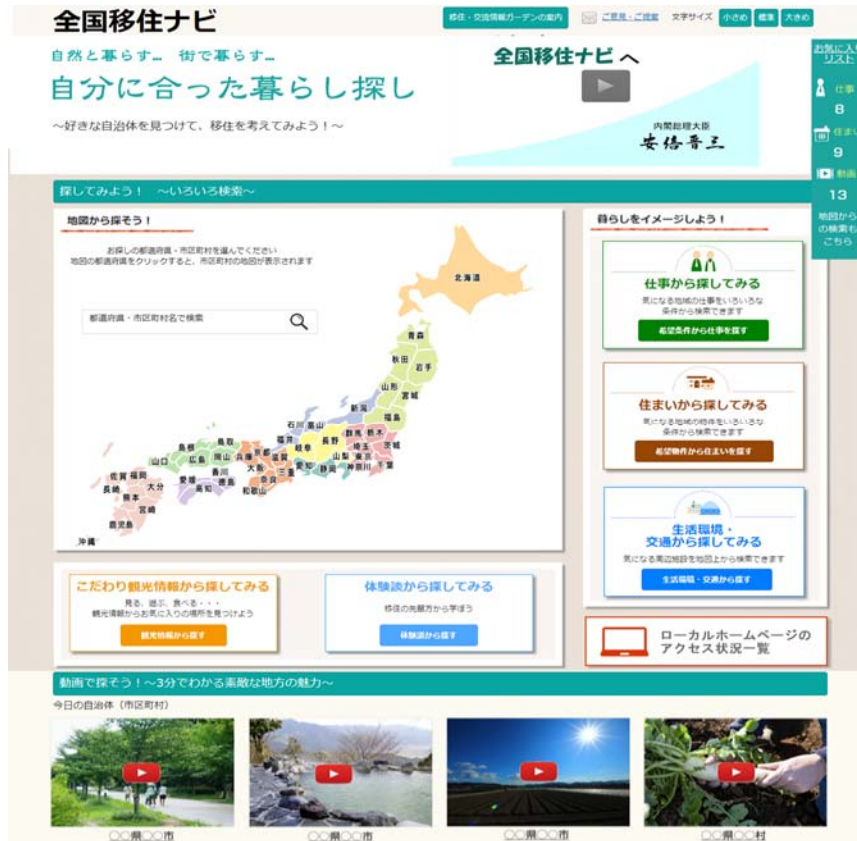 全国移住ナビ
移住・交流情報ガーデンの案内
ご意見・ご提案
文字サイズ 小さめ 標準 大きめ
自然と暮らす… 街で暮らす…
自分に合った暮らし探し
～好きな自治体を見つけて、移住を考えてみよう！～
全国移住ナビ へ
内閣総理大臣
安倍晋三
お気に入り
リスト
仕事
8
住まい
9
動画
13
地図から
の検索も
こちら
探してみよう！ ～いろいろ検索～
地図から探そう！
お探しの都道府県・市区町村を選んでください
地図の都道府県をクリックすると、市区町村の地図が表示されます
都道府県・市区町村名で検索
北海道
青森
秋田
岩手
山形
宮城
新潟
福島
石川 富山
群馬 栃木
福井 岐阜 長野 埼玉 茨城
山梨 東京
愛知 静岡 神奈川 千葉
島根 鳥取
山口 広島 岡山 兵庫 京都 滋賀
大阪
奈良
三重
和歌山
香川
愛媛 徳島
高知
佐賀 福岡
長崎 大分
熊本
宮崎
鹿児島
沖縄
暮らしをイメージしよう！
仕事から探してみる
気になる地域の仕事をいろいろな
条件から検索できます
希望条件から仕事を探す
住まいから探してみる
気になる地域の物件をいろいろな
条件から検索できます
希望物件から住まいを探す
生活環境・
交通から探してみる
気になる周辺施設を地図上から検索できます
生活環境・交通から探す
こだわり観光情報から探してみる
見る、遊ぶ、食べる・・・
観光情報からお気に入りの場所を見つけよう
観光情報から探す
体験談から探してみる
移住の先輩方から学ぼう
体験談から探す
ローカルホームページの
アクセス状況一覧
動画で探そう！～3分でわかる素敵な地方の魅力～
今日の自治体（市区町村）
〇〇県〇〇市
〇〇県〇〇市
〇〇県〇〇市
〇〇県〇〇村